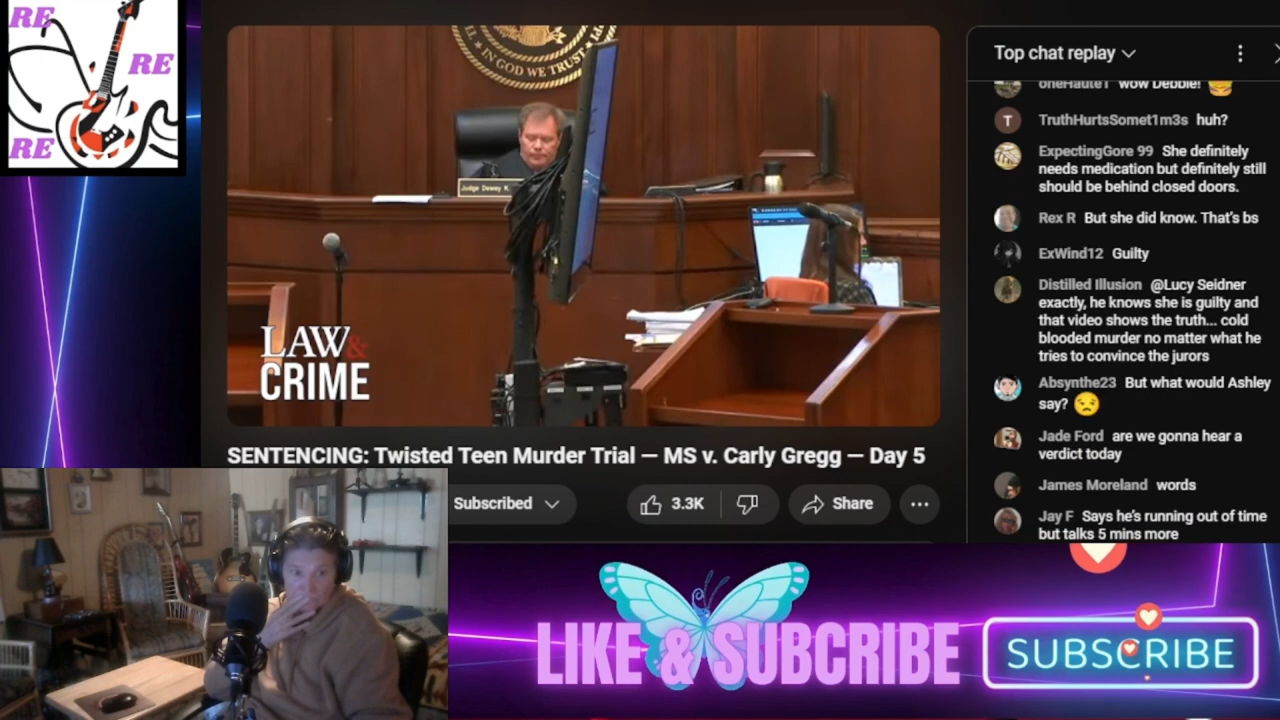 RE
RE
RE
IN GOD WE TRUST
Judge Dewey K.
LAW&
CRIME
SENTENCING: Twisted Teen Murder Trial — MS v. Carly Gregg — Day 5
Subscribed
3.3K
Share
Top chat replay
oneHaute1 wow Debbie!
T
TruthHurtsSomet1m3s huh?
ExpectingGore 99 She definitely
needs medication but definitely still
should be behind closed doors.
Rex R But she did know. That's bs
ExWind12 Guilty
Distilled Illusion @Lucy Seidner
exactly, he knows she is guilty and
that video shows the truth... cold
blooded murder no matter what he
tries to convince the jurors
Absynthe23 But what would Ashley
say? 😟
Jade Ford are we gonna hear a
verdict today
James Moreland words
Jay F Says he's running out of time
but talks 5 mins more
LIKE & SUBCRIBE
SUBSCRIBE